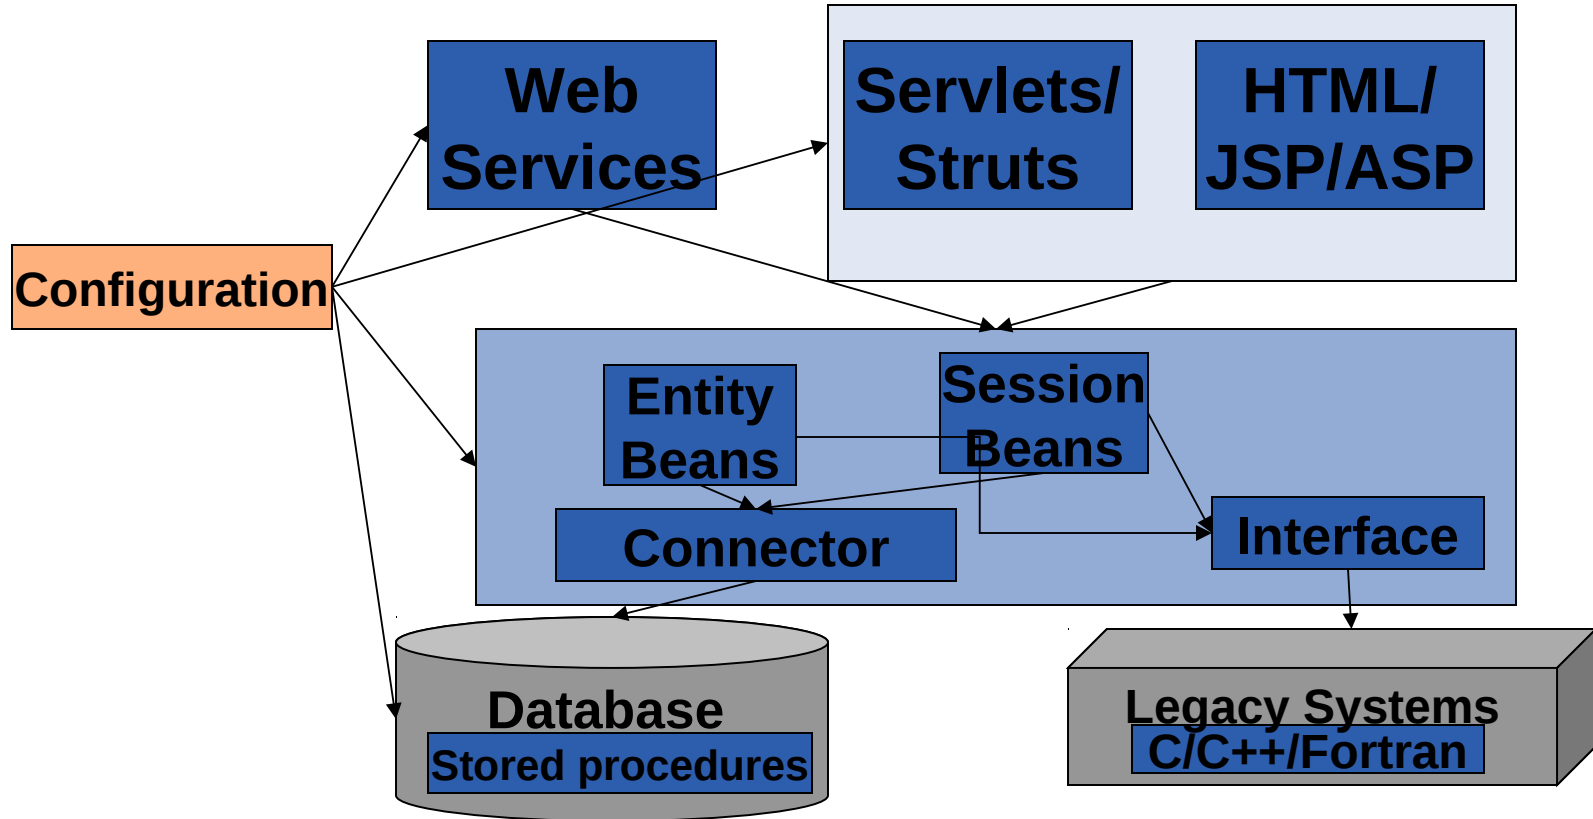 Web
Services
Servlets/
Struts
HTML/
JSP/ASP
Configuration
Entity
Beans
Session
Beans
Connector
Interface
Database
Stored procedures
Legacy Systems
C/C++/Fortran